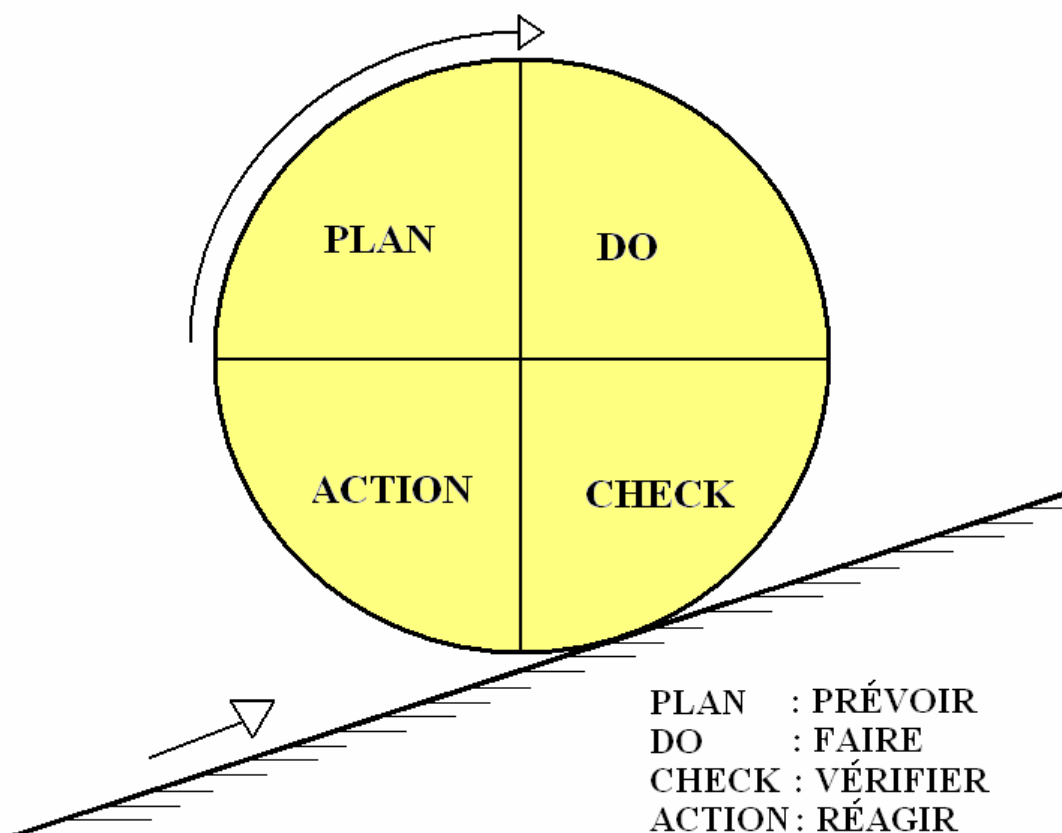 PLAN
DO
ACTION
CHECK
PLAN : PRÉVOIR
DO : FAIRE
CHECK : VÉRIFIER
ACTION : RÉAGIR